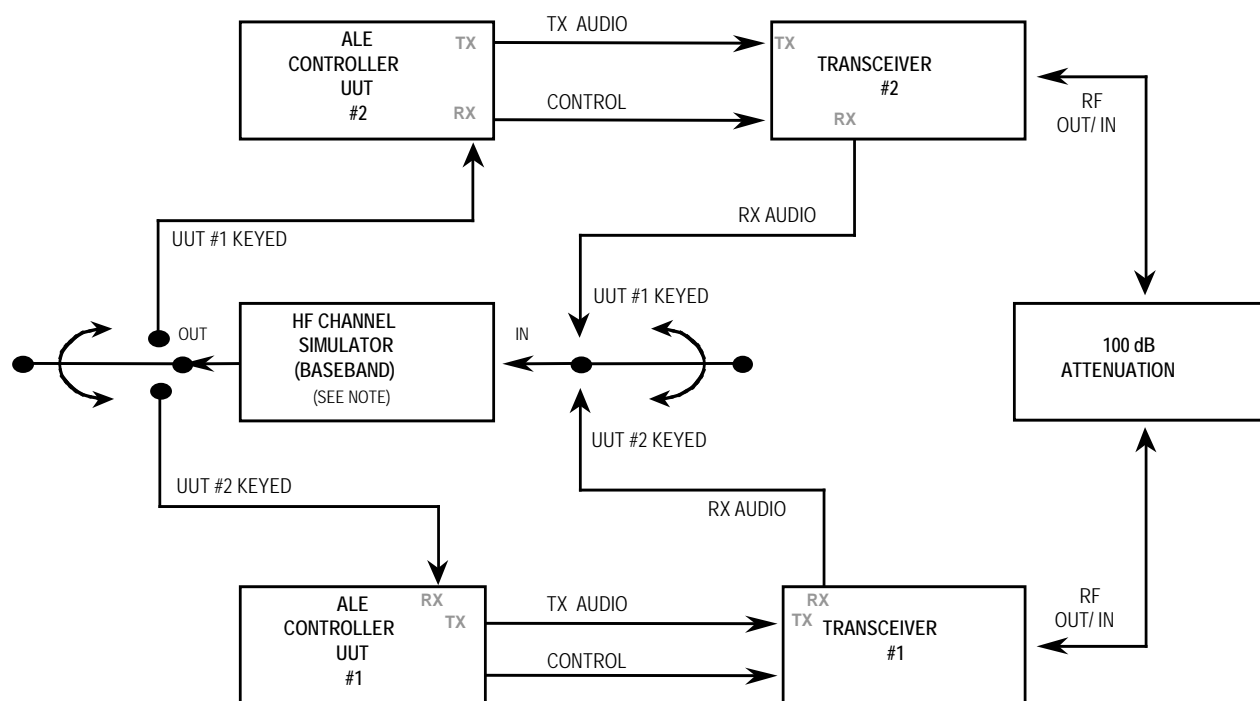 TX AUDIO
ALE
CONTROLLER
UUT
#2
TX
RX
CONTROL
TX
TRANSCEIVER
#2
RX
RF
OUT/ IN
RX AUDIO
UUT #1 KEYED
OUT
HF CHANNEL
SIMULATOR
(BASEBAND)
(SEE NOTE)
IN
UUT #1 KEYED
100 dB
ATTENUATION
UUT #2 KEYED
UUT #2 KEYED
RX AUDIO
ALE
CONTROLLER
UUT
#1
RX
TX
TX AUDIO
CONTROL
RX
TX
TRANSCEIVER
#1
RF
OUT/ IN